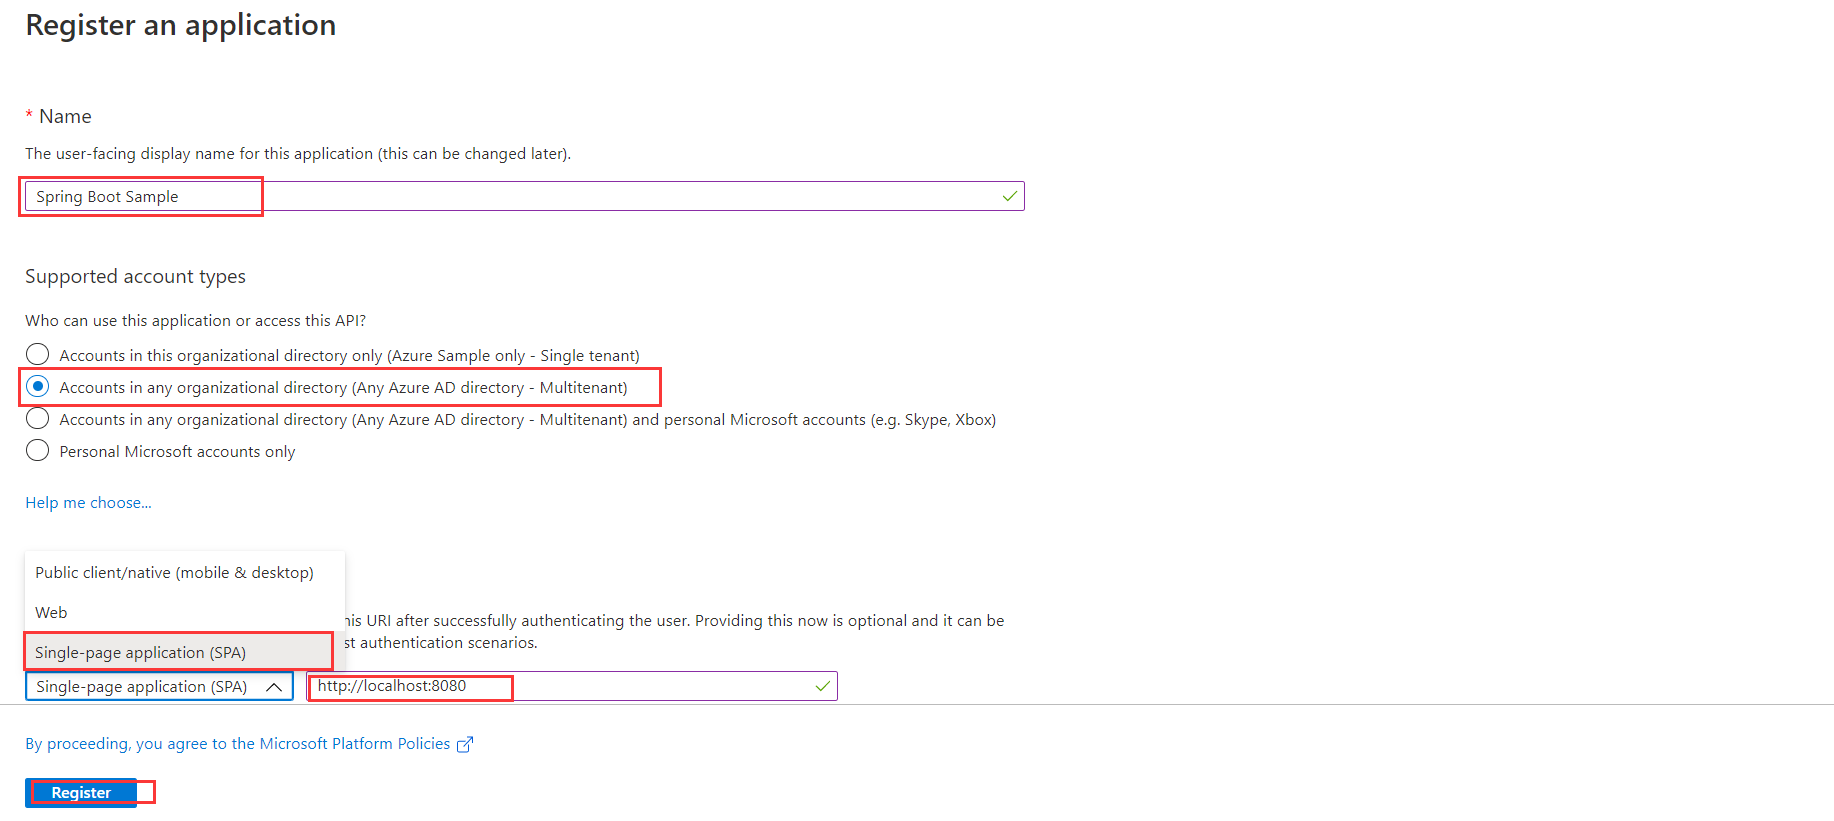 Register an application
* Name
The user-facing display name for this application (this can be changed later).
Spring Boot Sample
Supported account types
Who can use this application or access this API?
Accounts in this organizational directory only (Azure Sample only - Single tenant)
Accounts in any organizational directory (Any Azure AD directory - Multitenant)
Accounts in any organizational directory (Any Azure AD directory - Multitenant) and personal Microsoft accounts (e.g. Skype, Xbox)
Personal Microsoft accounts only
Help me choose...
Public client/native (mobile & desktop)
Web
URI after successfully authenticating the user. Providing this now is optional and it can be
authentication scenarios.
Single-page application (SPA)
Single-page application (SPA)
http://localhost:8080
By proceeding, you agree to the Microsoft Platform Policies
Register